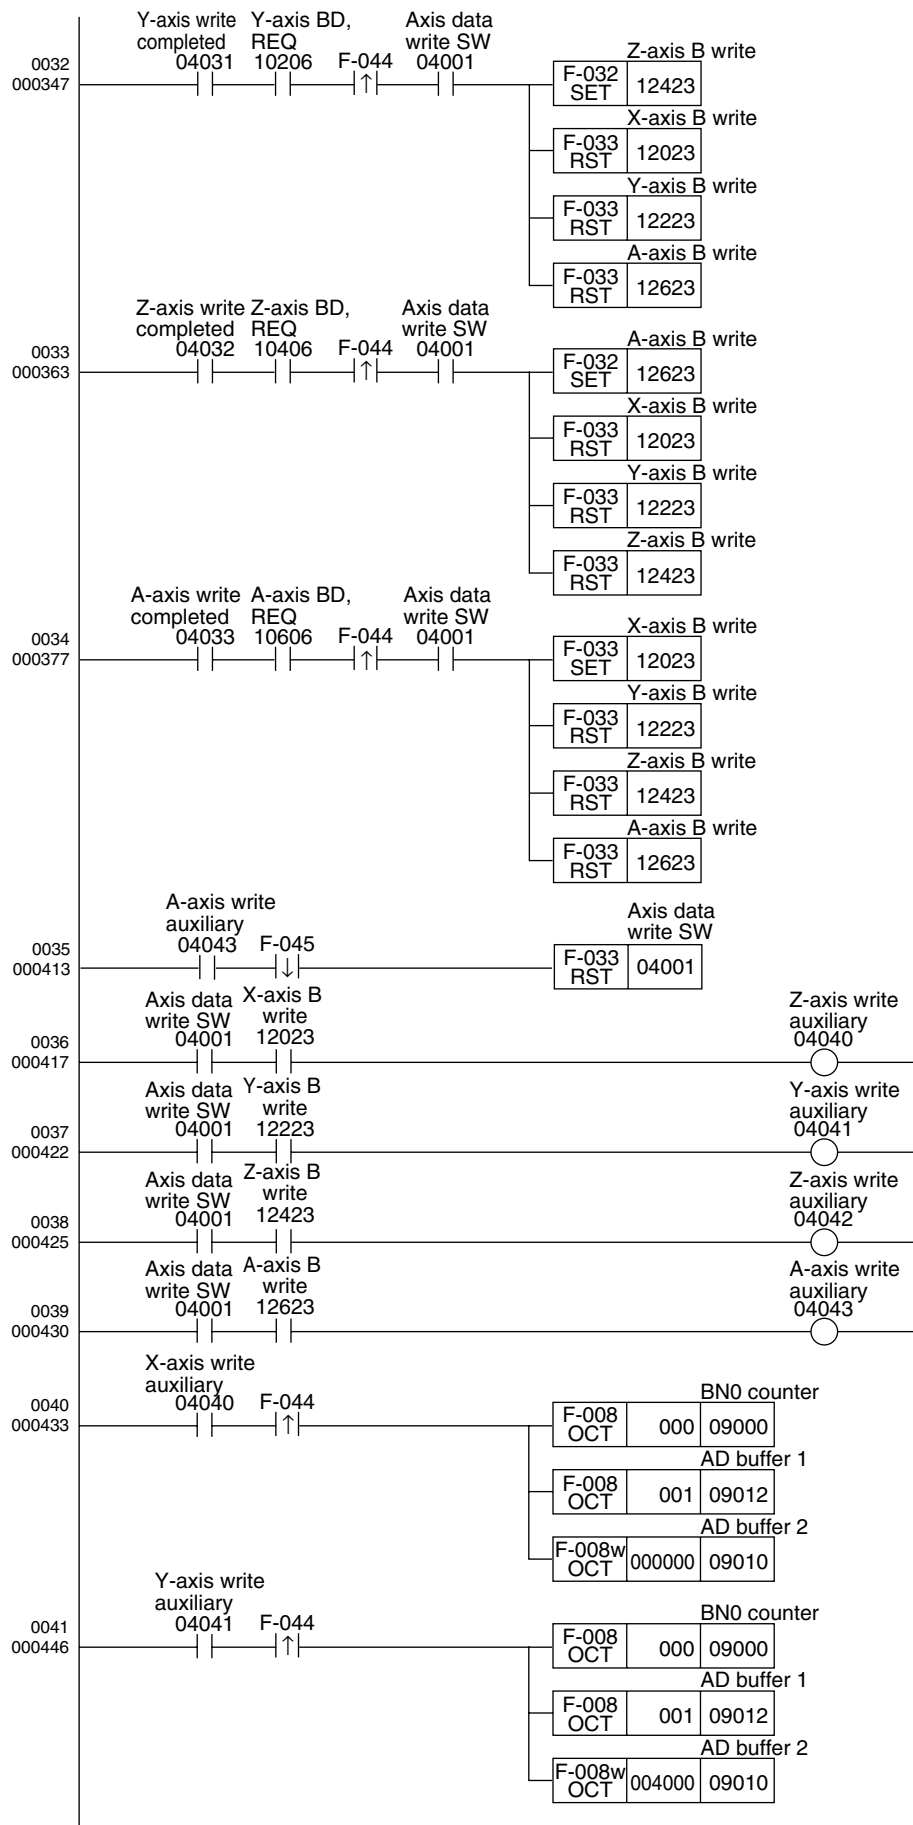 Y-axis write completed 04031
Y-axis BD, REQ 10206
F-044 ↑
Axis data write SW 04001
0032
000347
Z-axis B write
F-032 SET 12423
X-axis B write
F-033 RST 12023
Y-axis B write
F-033 RST 12223
A-axis B write
F-033 RST 12623
Z-axis write completed 04032
Z-axis BD, REQ 10406
F-044 ↑
Axis data write SW 04001
0033
000363
A-axis B write
F-032 SET 12623
X-axis B write
F-033 RST 12023
Y-axis B write
F-033 RST 12223
Z-axis B write
F-033 RST 12423
A-axis write completed 04033
A-axis BD, REQ 10606
F-044 ↑
Axis data write SW 04001
0034
000377
X-axis B write
F-033 SET 12023
Y-axis B write
F-033 RST 12223
Z-axis B write
F-033 RST 12423
A-axis B write
F-033 RST 12623
A-axis write auxiliary 04043
F-045 ↓
0035
000413
Axis data write SW
F-033 RST 04001
Axis data write SW 04001
X-axis B write 12023
0036
000417
Z-axis write auxiliary 04040
Axis data write SW 04001
Y-axis B write 12223
0037
000422
Y-axis write auxiliary 04041
Axis data write SW 04001
Z-axis B write 12423
0038
000425
Z-axis write auxiliary 04042
Axis data write SW 04001
A-axis B write 12623
0039
000430
A-axis write auxiliary 04043
X-axis write auxiliary 04040
F-044 ↑
0040
000433
BN0 counter
F-008 OCT 000 09000
AD buffer 1
F-008 OCT 001 09012
AD buffer 2
F-008w OCT 000000 09010
Y-axis write auxiliary 04041
F-044 ↑
0041
000446
BN0 counter
F-008 OCT 000 09000
AD buffer 1
F-008 OCT 001 09012
AD buffer 2
F-008w OCT 004000 09010